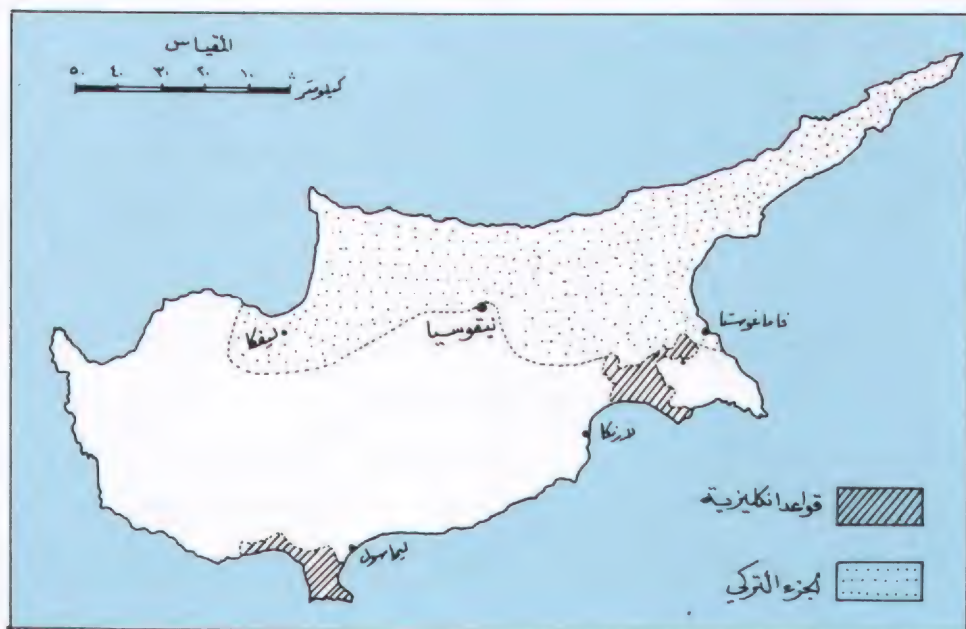 المقياس
٥٠ ٤٠ ٣٠ ٢٠ ١٠ ٠
كيلومتر
نيقوسيا
ليفكا
فاماغوستا
لارنكا
ليماسول
قواعد انكليزية
الجزء التركي